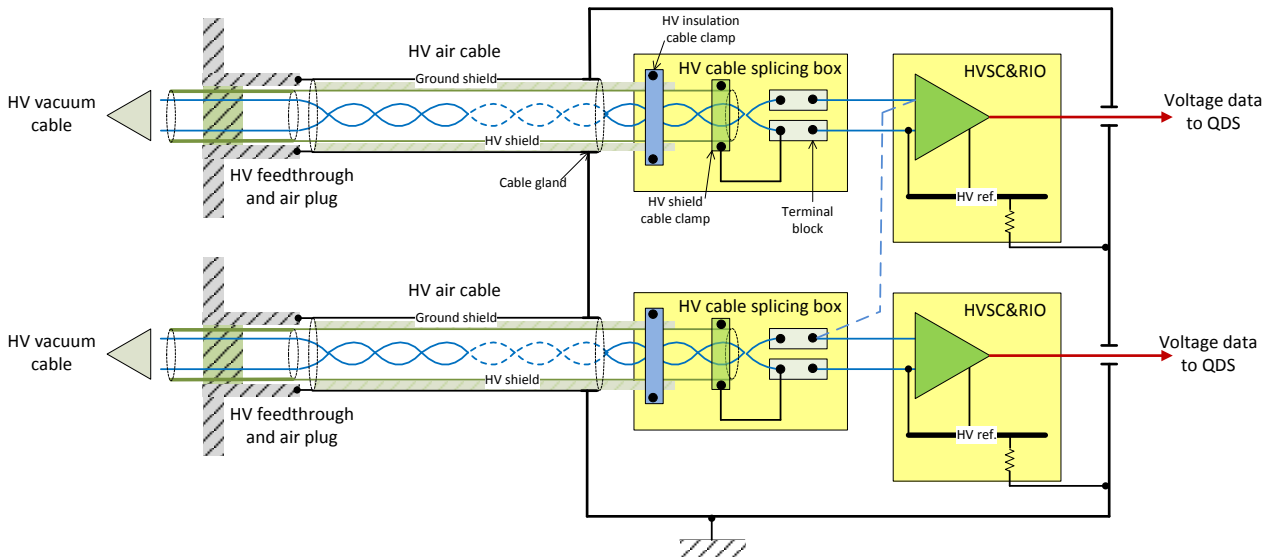 HV insulation
cable clamp
HV air cable
HV cable splicing box
HVSC&RIO
Ground shield
HV vacuum
cable
Voltage data
to QDS
HV shield
HV feedthrough
and air plug
Cable gland
HV shield
cable clamp
Terminal
block
HV ref.
HV air cable
HV cable splicing box
HVSC&RIO
Ground shield
HV vacuum
cable
Voltage data
to QDS
HV shield
HV feedthrough
and air plug
HV ref.